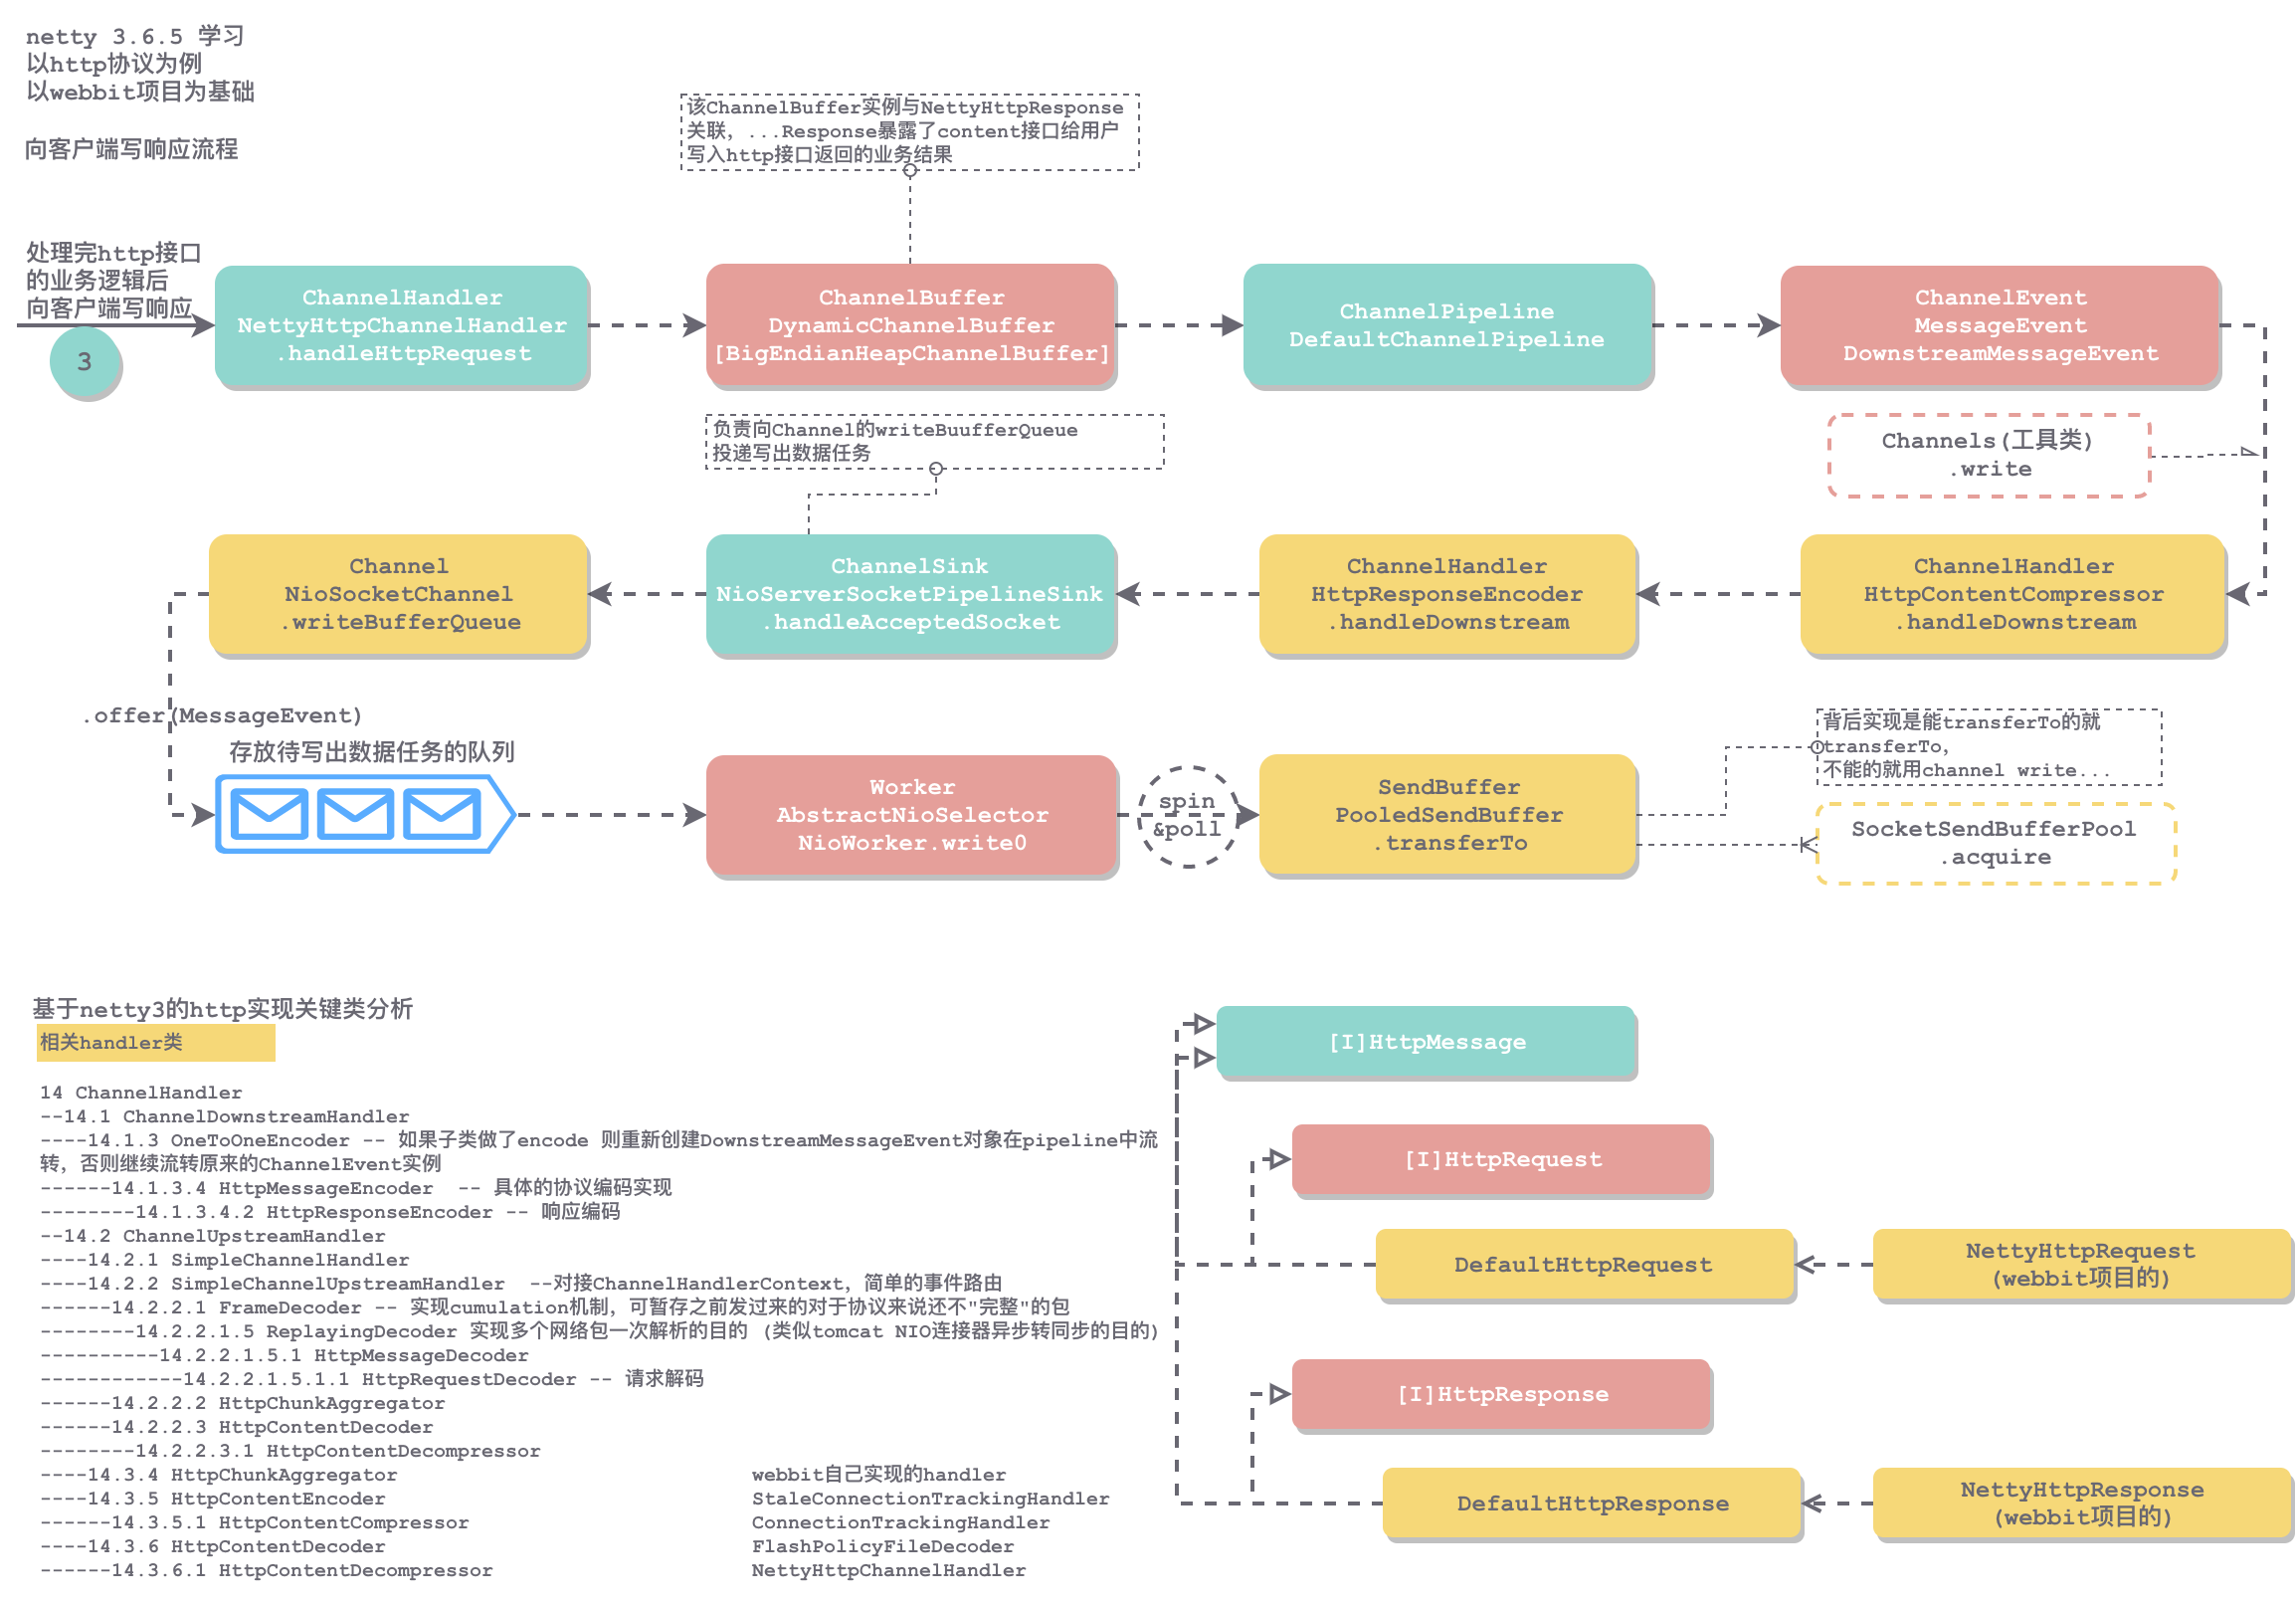 netty 3.6.5 学习
以http协议为例
以webbit项目为基础
向客户端写响应流程
该ChannelBuffer实例与NettyHttpResponse
关联，...Response暴露了content接口给用户
写入http接口返回的业务结果
处理完http接口
的业务逻辑后
向客户端写响应
3
ChannelHandler
NettyHttpChannelHandler
.handleHttpRequest
ChannelBuffer
DynamicChannelBuffer
[BigEndianHeapChannelBuffer]
ChannelPipeline
DefaultChannelPipeline
ChannelEvent
MessageEvent
DownstreamMessageEvent
负责向Channel的writeBuufferQueue
投递写出数据任务
Channels(工具类)
.write
Channel
NioSocketChannel
.writeBufferQueue
ChannelSink
NioServerSocketPipelineSink
.handleAcceptedSocket
ChannelHandler
HttpResponseEncoder
.handleDownstream
ChannelHandler
HttpContentCompressor
.handleDownstream
.offer(MessageEvent)
存放待写出数据任务的队列
Worker
AbstractNioSelector
NioWorker.write0
spin
&poll
SendBuffer
PooledSendBuffer
.transferTo
背后实现是能transferTo的就
transferTo，
不能的就用channel write...
SocketSendBufferPool
.acquire
基于netty3的http实现关键类分析
相关handler类
14 ChannelHandler
--14.1 ChannelDownstreamHandler
----14.1.3 OneToOneEncoder -- 如果子类做了encode 则重新创建DownstreamMessageEvent对象在pipeline中流
转，否则继续流转原来的ChannelEvent实例
------14.1.3.4 HttpMessageEncoder  -- 具体的协议编码实现
--------14.1.3.4.2 HttpResponseEncoder -- 响应编码
--14.2 ChannelUpstreamHandler
----14.2.1 SimpleChannelHandler
----14.2.2 SimpleChannelUpstreamHandler  --对接ChannelHandlerContext，简单的事件路由
------14.2.2.1 FrameDecoder -- 实现cumulation机制，可暂存之前发过来的对于协议来说还不"完整"的包
--------14.2.2.1.5 ReplayingDecoder 实现多个网络包一次解析的目的 (类似tomcat NIO连接器异步转同步的目的)
----------14.2.2.1.5.1 HttpMessageDecoder
------------14.2.2.1.5.1.1 HttpRequestDecoder -- 请求解码
------14.2.2.2 HttpChunkAggregator
------14.2.2.3 HttpContentDecoder
--------14.2.2.3.1 HttpContentDecompressor
----14.3.4 HttpChunkAggregator
----14.3.5 HttpContentEncoder
------14.3.5.1 HttpContentCompressor
----14.3.6 HttpContentDecoder
------14.3.6.1 HttpContentDecompressor
webbit自己实现的handler
StaleConnectionTrackingHandler
ConnectionTrackingHandler
FlashPolicyFileDecoder
NettyHttpChannelHandler
[I]HttpMessage
[I]HttpRequest
DefaultHttpRequest
NettyHttpRequest
(webbit项目的)
[I]HttpResponse
DefaultHttpResponse
NettyHttpResponse
(webbit项目的)